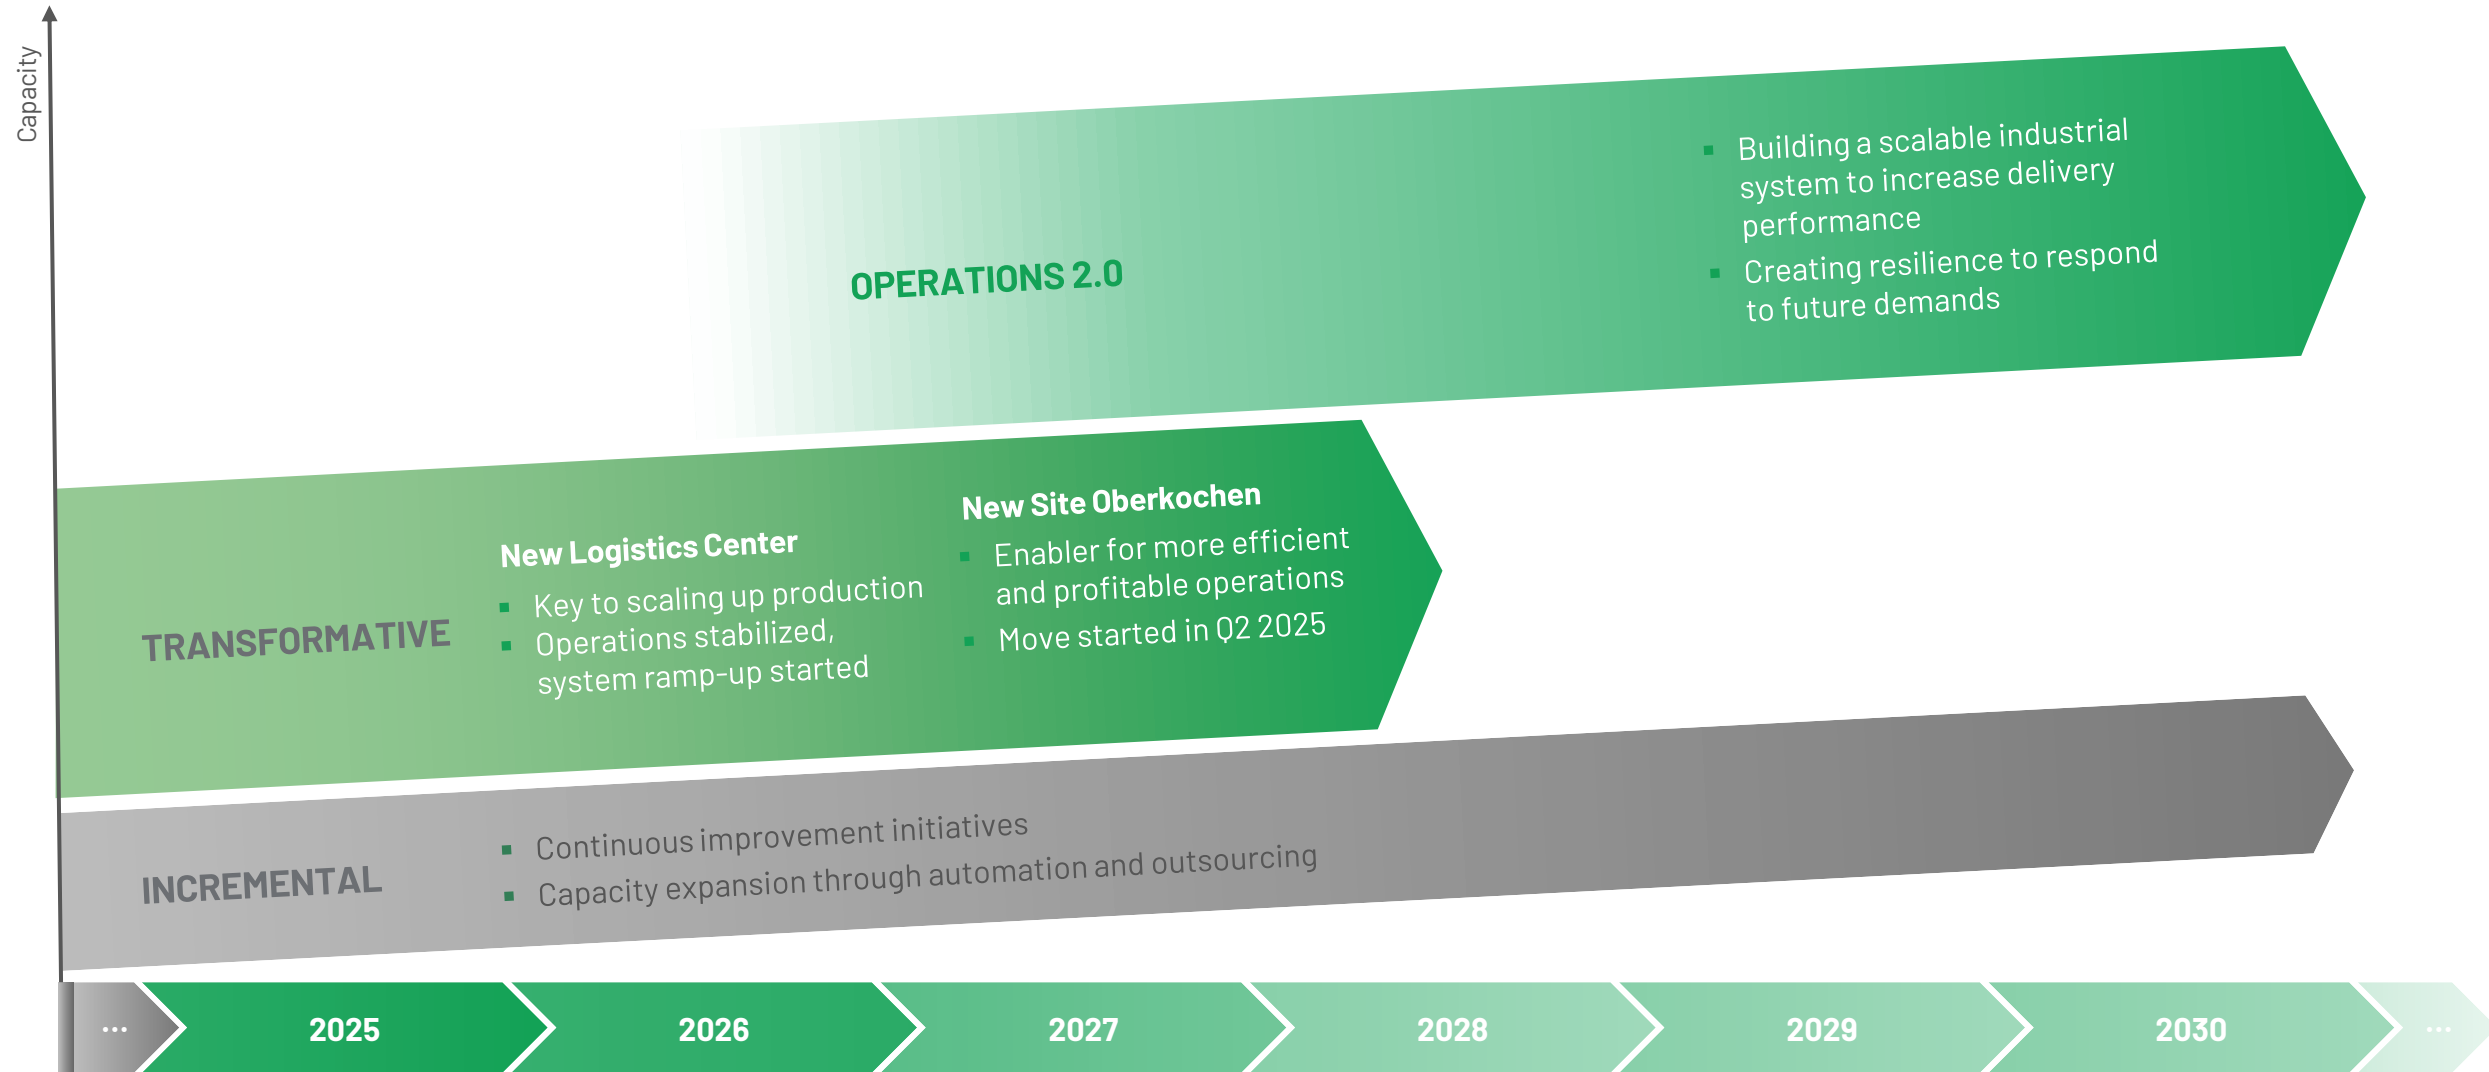 Capacity
OPERATIONS 2.0
▪ Building a scalable industrial
system to increase delivery
performance
▪ Creating resilience to respond
to future demands
TRANSFORMATIVE
New Logistics Center
▪ Key to scaling up production
▪ Operations stabilized,
system ramp-up started
New Site Oberkochen
▪ Enabler for more efficient
and profitable operations
▪ Move started in Q2 2025
INCREMENTAL
▪ Continuous improvement initiatives
▪ Capacity expansion through automation and outsourcing
... 2025 2026 2027 2028 2029 2030 ...